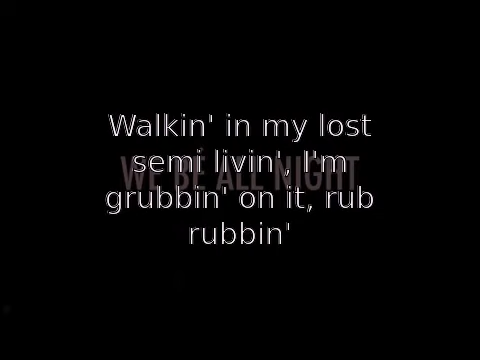 Walkin' in my lost
semi livin', I'm
WE BE ALL NIGHT
grubbin' on it, rub
rubbin'